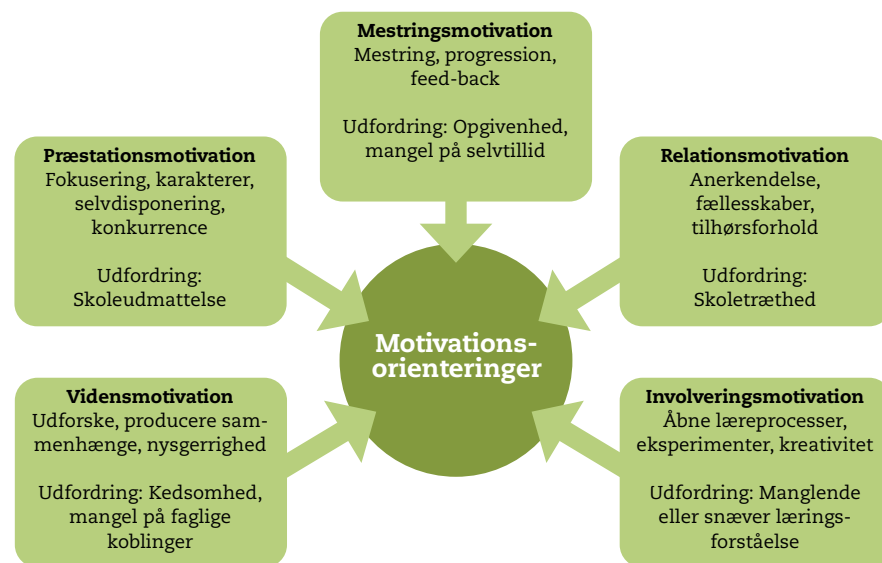 Mestringsmotivation
Mestring, progression,
feed-back
Udfordring: Opgivenhed,
mangel på selvtillid
Præstationsmotivation
Fokusering, karakterer,
selvdisponering,
konkurrence
Udfordring:
Skoleudmattelse
Relationsmotivation
Anerkendelse,
fællesskaber,
tilhørsforhold
Udfordring:
Skoletræthed
Motivations-
orienteringer
Vidensmotivation
Udforske, producere sam-
menhænge, nysgerrighed
Udfordring: Kedsomhed,
mangel på faglige
koblinger
Involveringsmotivation
Åbne læreprocesser,
eksperimenter, kreativitet
Udfordring: Manglende
eller snæver lærings-
forståelse